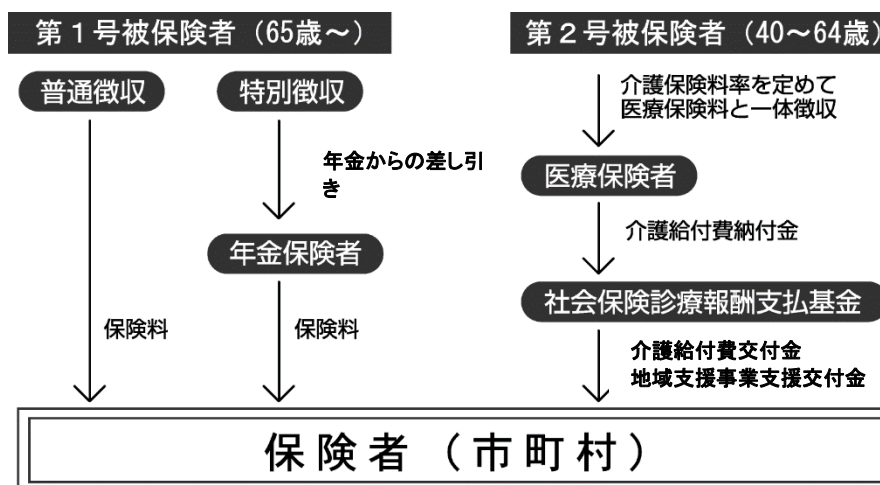 第1号被保険者（65歳～）
普通徴収
特別徴収
年金からの差し引
き
年金保険者
保険料
保険料
第2号被保険者（40～64歳）
介護保険料率を定めて
医療保険料と一体徴収
医療保険者
介護給付費納付金
社会保険診療報酬支払基金
介護給付費交付金
地域支援事業支援交付金
保険者（市町村）